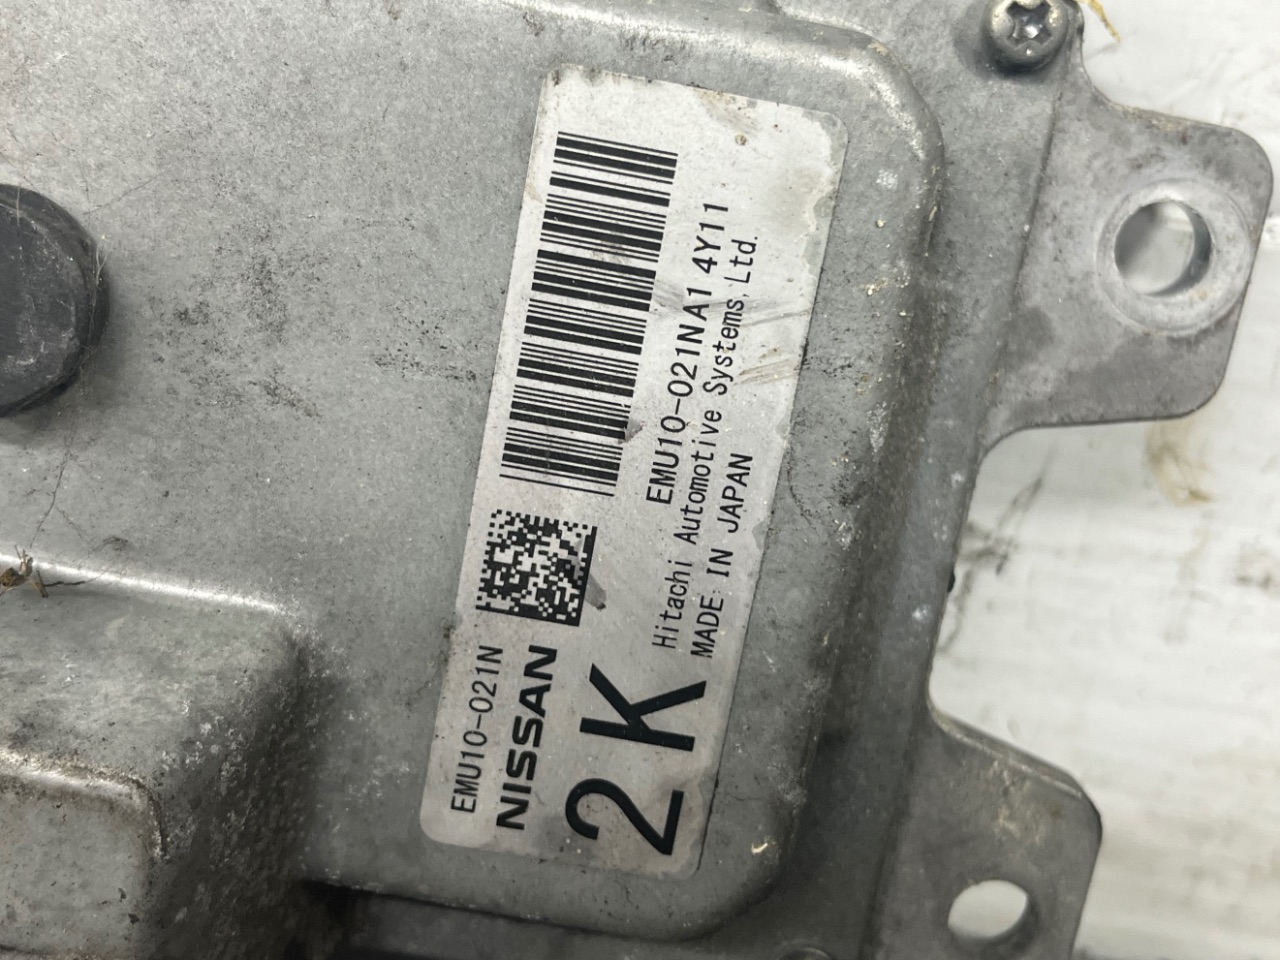 EMU10-021N
NISSAN
2K
EMU10-021NA1 4Y11
Hitachi Automotive Systems, Ltd.
MADE IN JAPAN